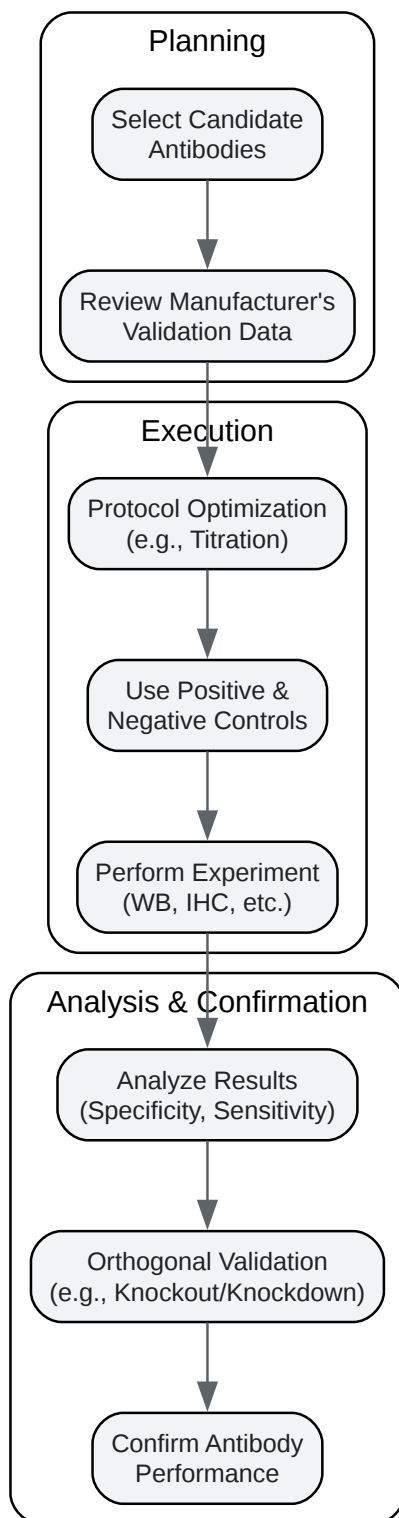 Planning
Select Candidate
Antibodies
Review Manufacturer's
Validation Data
Execution
Protocol Optimization
(e.g., Titration)
Use Positive &
Negative Controls
Perform Experiment
(WB, IHC, etc.)
Analysis & Confirmation
Analyze Results
(Specificity, Sensitivity)
Orthogonal Validation
(e.g., Knockout/Knockdown)
Confirm Antibody
Performance